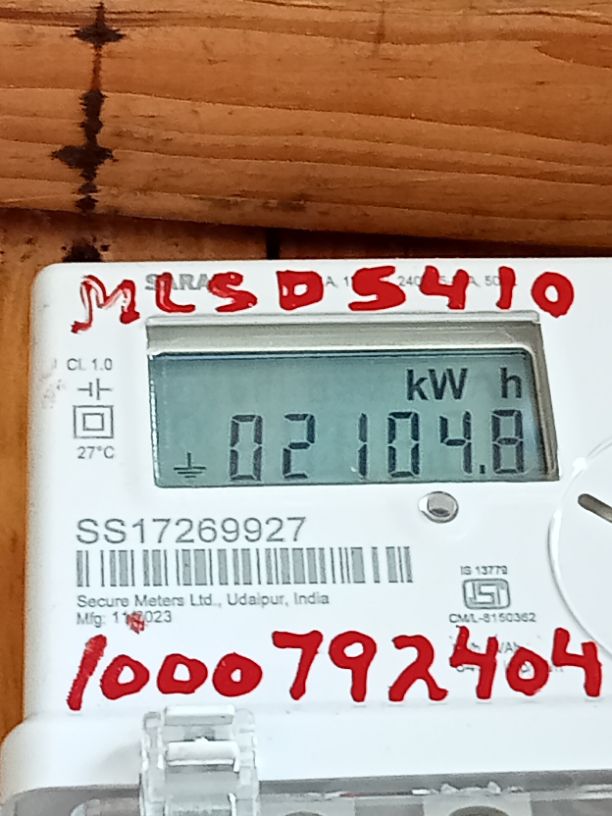 MLSD5410
Cl. 1.0
kW h
02104.8
27°C
SS17269927
Secure Meters Ltd., Udaipur, India
IS 13779
ISI
CM/L-8150362
1000792404